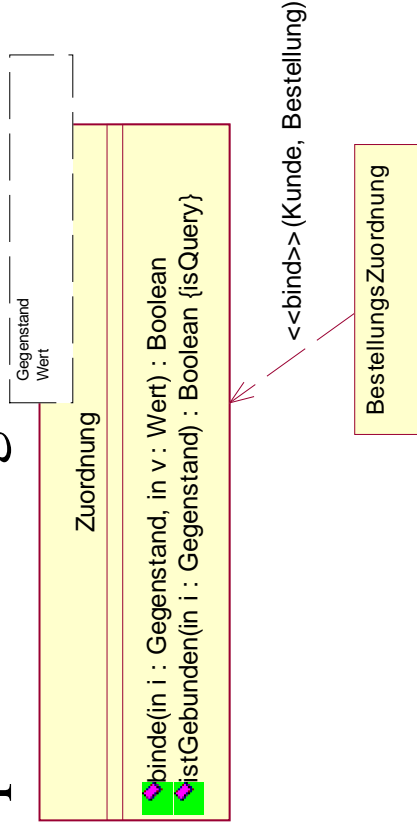 Gegenstand
Wert
Zuordnung
binde(in i : Gegenstand, in v : Wert) : Boolean
istGebunden(in i : Gegenstand) : Boolean {isQuery}
<<bind>>(Kunde, Bestellung)
BestellungsZuordnung